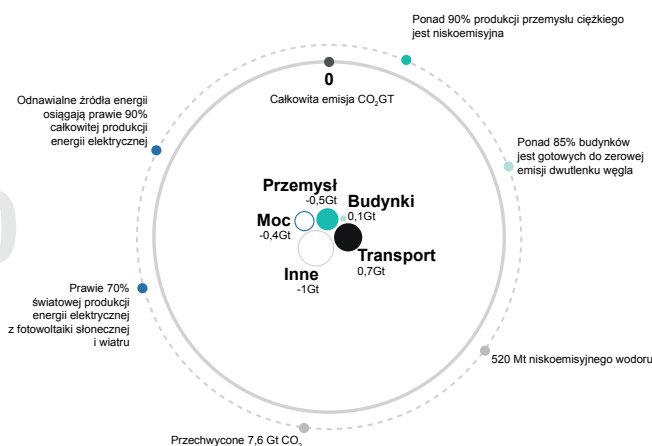 Ponad 90% produkcji przemysłu ciężkiego
jest niskoemisyjna
0
Całkowita emisja CO₂GT
Odnawialne źródła energii
osiągają prawie 90%
całkowitej produkcji
energii elektrycznej
Ponad 85% budynków
jest gotowych do zerowej
emisji dwutlenku węgla
Przemysł
-0,5Gt
Budynki
0,1Gt
Moc
-0,4Gt
Transport
0,7Gt
Inne
-1Gt
Prawie 70%
światowej produkcji
energii elektrycznej
z fotowoltaiki słonecznej
i wiatru
520 Mt niskoemisyjnego wodoru
Przechwycone 7,6 Gt CO₂